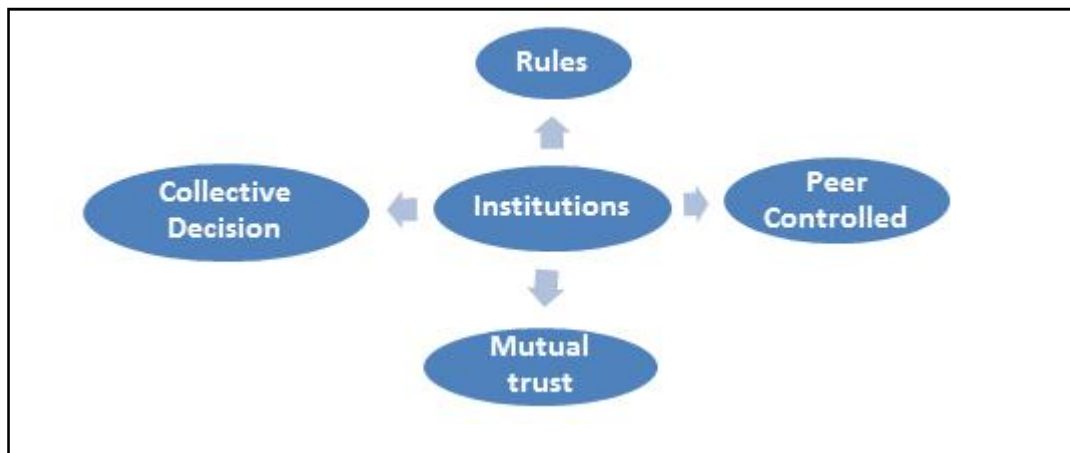 Rules
Collective
Decision
Institutions
Peer
Controlled
Mutual
trust